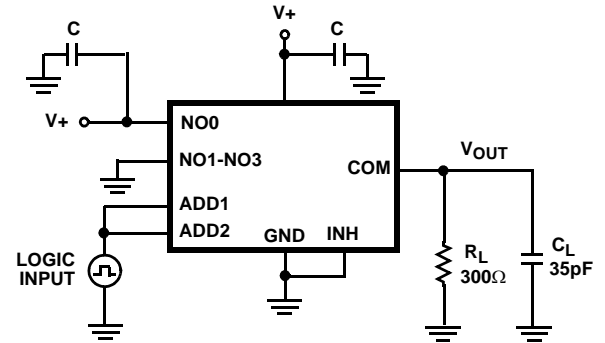 V+
C
C
V+
NO0
NO1-NO3
COM
VOUT
ADD1
ADD2
GND
INH
LOGIC
INPUT
RL
300Ω
CL
35pF